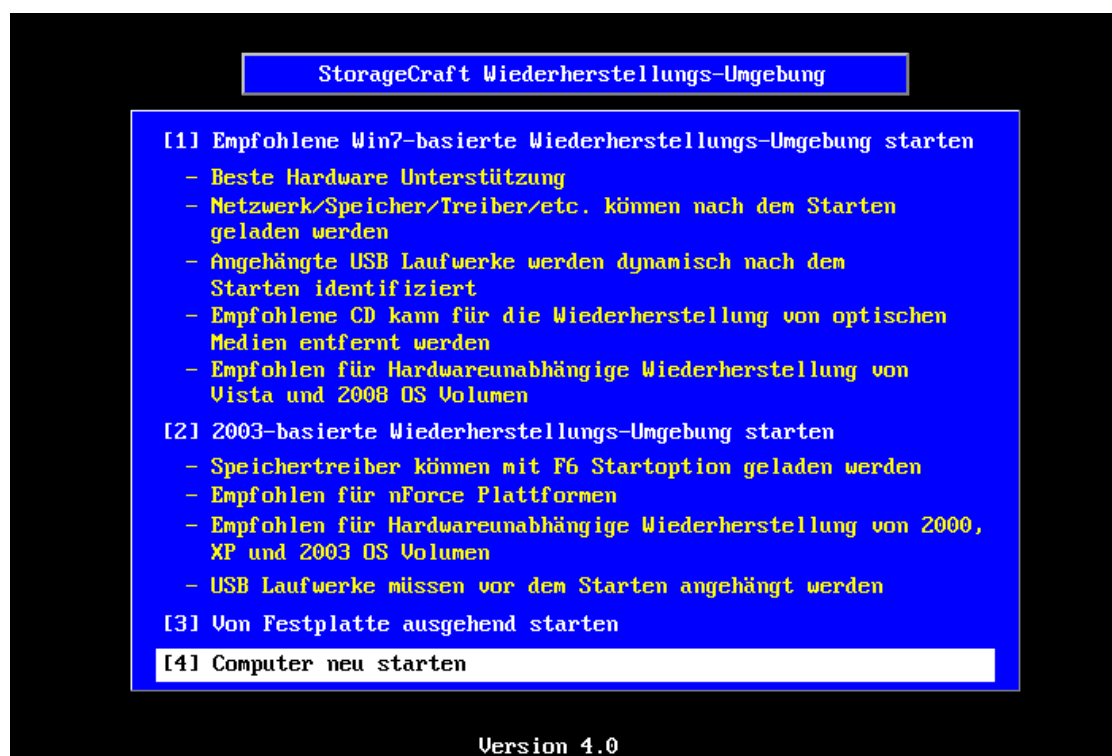 StorageCraft Wiederherstellungs-Umgebung
[1] Empfohlene Win7-basierte Wiederherstellungs-Umgebung starten
- Beste Hardware Unterstützung
- Netzwerk/Speicher/Treiber/etc. können nach dem Starten
geladen werden
- Angehängte USB Laufwerke werden dynamisch nach dem
Starten identifiziert
- Empfohlene CD kann für die Wiederherstellung von optischen
Medien entfernt werden
- Empfohlen für Hardwareunabhängige Wiederherstellung von
Vista und 2008 OS Volumen
[2] 2003-basierte Wiederherstellungs-Umgebung starten
- Speichertreiber können mit F6 Startoption geladen werden
- Empfohlen für nForce Plattformen
- Empfohlen für Hardwareunabhängige Wiederherstellung von 2000,
XP und 2003 OS Volumen
- USB Laufwerke müssen vor dem Starten angehängt werden
[3] Von Festplatte ausgehend starten
[4] Computer neu starten
Version 4.0